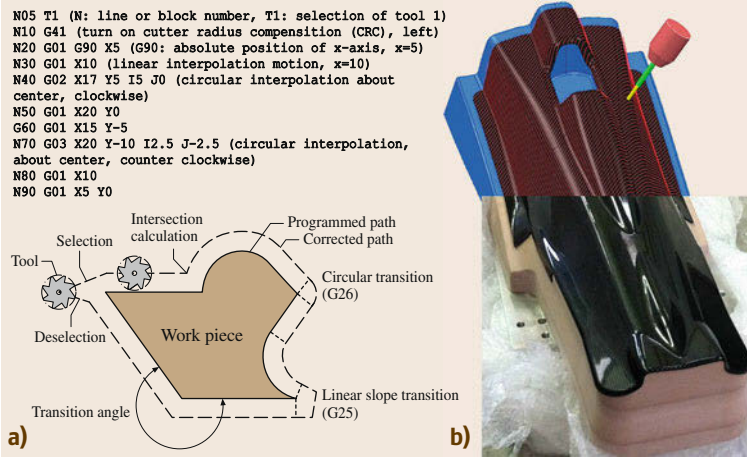 N05 T1 (N: line or block number, T1: selection of tool 1)
N10 G41 (turn on cutter radius compensition (CRC), left)
N20 G01 G90 X5 (G90: absolute position of x-axis, x=5)
N30 G01 X10 (linear interpolation motion, x=10)
N40 G02 X17 Y5 I5 J0 (circular interpolation about
center, clockwise)
N50 G01 X20 Y0
G60 G01 X15 Y-5
N70 G03 X20 Y-10 I2.5 J-2.5 (circular interpolation,
about center, counter clockwise)
N80 G01 X10
N90 G01 X5 Y0
Intersection
calculation
Programmed path
Corrected path
Selection
Tool
Circular transition
(G26)
Deselection
Work piece
Linear slope transition
(G25)
Transition angle
a)
b)